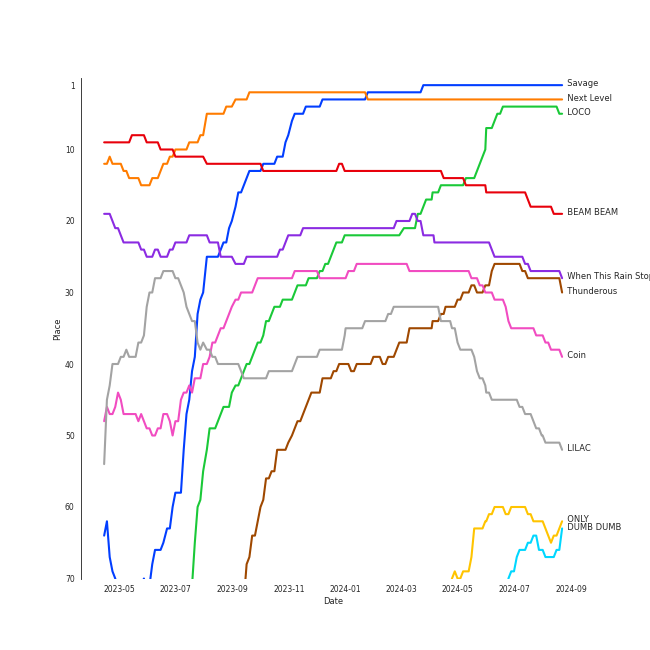 1
Savage
Next Level
LOCO
10
BEAM BEAM
20
When This Rain
30
Thunderous
Place
Coin
40
LILAC
50
60
ONLY
DUMB DUMB
70
2023-05 2023-07 2023-09 2023-11 2024-01 2024-03 2024-05 2024-07 2024-09
Date